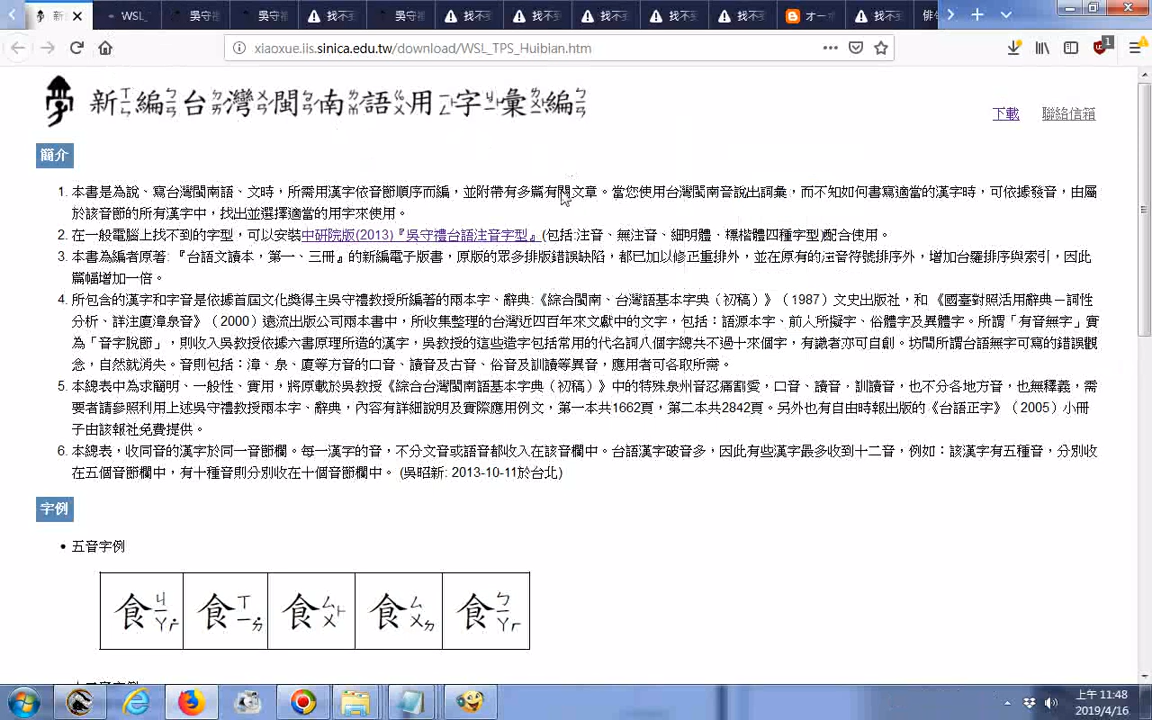 新
WSL_
吳守禮
吳守
找不到
找不
吳守
找不到
找不
找不到
找不
找不
オー
找不
俳
xiaoxue.iis.sinica.edu.tw/download/WSL_TPS_Huibian.htm
1
新編台灣閩南語用字彙編
下載
聯絡信箱
簡介
1. 本書是為說、寫台灣閩南語、文時，所需用漢字依音節順序而編，並附帶有多篇有關文章。當您使用台灣閩南音說出詞彙，而不知如何書寫適當的漢字時，可依據發音，由屬
於該音節的所有漢字中，找出並選擇適當的用字來使用。
2. 在一般電腦上找不到的字型，可以安裝中研院版(2013)『吳守禮台語注音字型』(包括:注音、無注音、細明體、標楷體四種字型)配合使用。
3. 本書為編者原著: 『台語文讀本，第一、三冊』的新編電子版書，原版的眾多排版錯誤缺陷，都已加以修正重排外，並在原有的注音符號排序外，增加台羅排序與索引，因此
篇幅增加一倍。
4. 所包含的漢字和字音是依據首屆文化獎得主吳守禮教授所編著的兩本字、辭典:《綜合閩南、台灣語基本字典（初稿）》（1987）文史出版社，和 《國臺對照活用辭典－詞性
分析、詳注廈漳泉音》（2000）遠流出版公司兩本書中，所收集整理的台灣近四百年來文獻中的文字，包括：語源本字、前人所擬字、俗體字及異體字。所謂「有音無字」實
為「音字脫節」，則收入吳教授依據六書原理所造的漢字，吳教授的這些造字包括常用的代名詞八個字總共不過十來個字，有識者亦可自創。坊間所謂台語無字可寫的錯誤觀
念，自然就消失。音則包括：漳、泉、廈等方音的口音、讀音及古音、俗音及訓讀等異音，應用者可各取所需。
5. 本總表中為求簡明、一般性、實用，將原載於吳教授《綜合台灣閩南語基本字典（初稿）》中的特殊泉州音忍痛割愛，口音、讀音、訓讀音，也不分各地方音，也無釋義，需
要者請參照利用上述吳守禮教授兩本字、辭典，內容有詳細說明及實際應用例文，第一本共1662頁，第二本共2842頁。另外也有自由時報出版的《台語正字》（2005）小冊
子由該報社免費提供。
6. 本總表，收同音的漢字於同一音節欄。每一漢字的音，不分文音或語音都收入在該音欄中。台語漢字破音多，因此有些漢字最多收到十二音，例如：該漢字有五種音，分別收
在五個音節欄中，有十種音則分別收在十個音節欄中。 (吳昭新: 2013-10-11於台北)
字例
• 五音字例
食 食 食 食 食
上午 11:48
2019/4/16